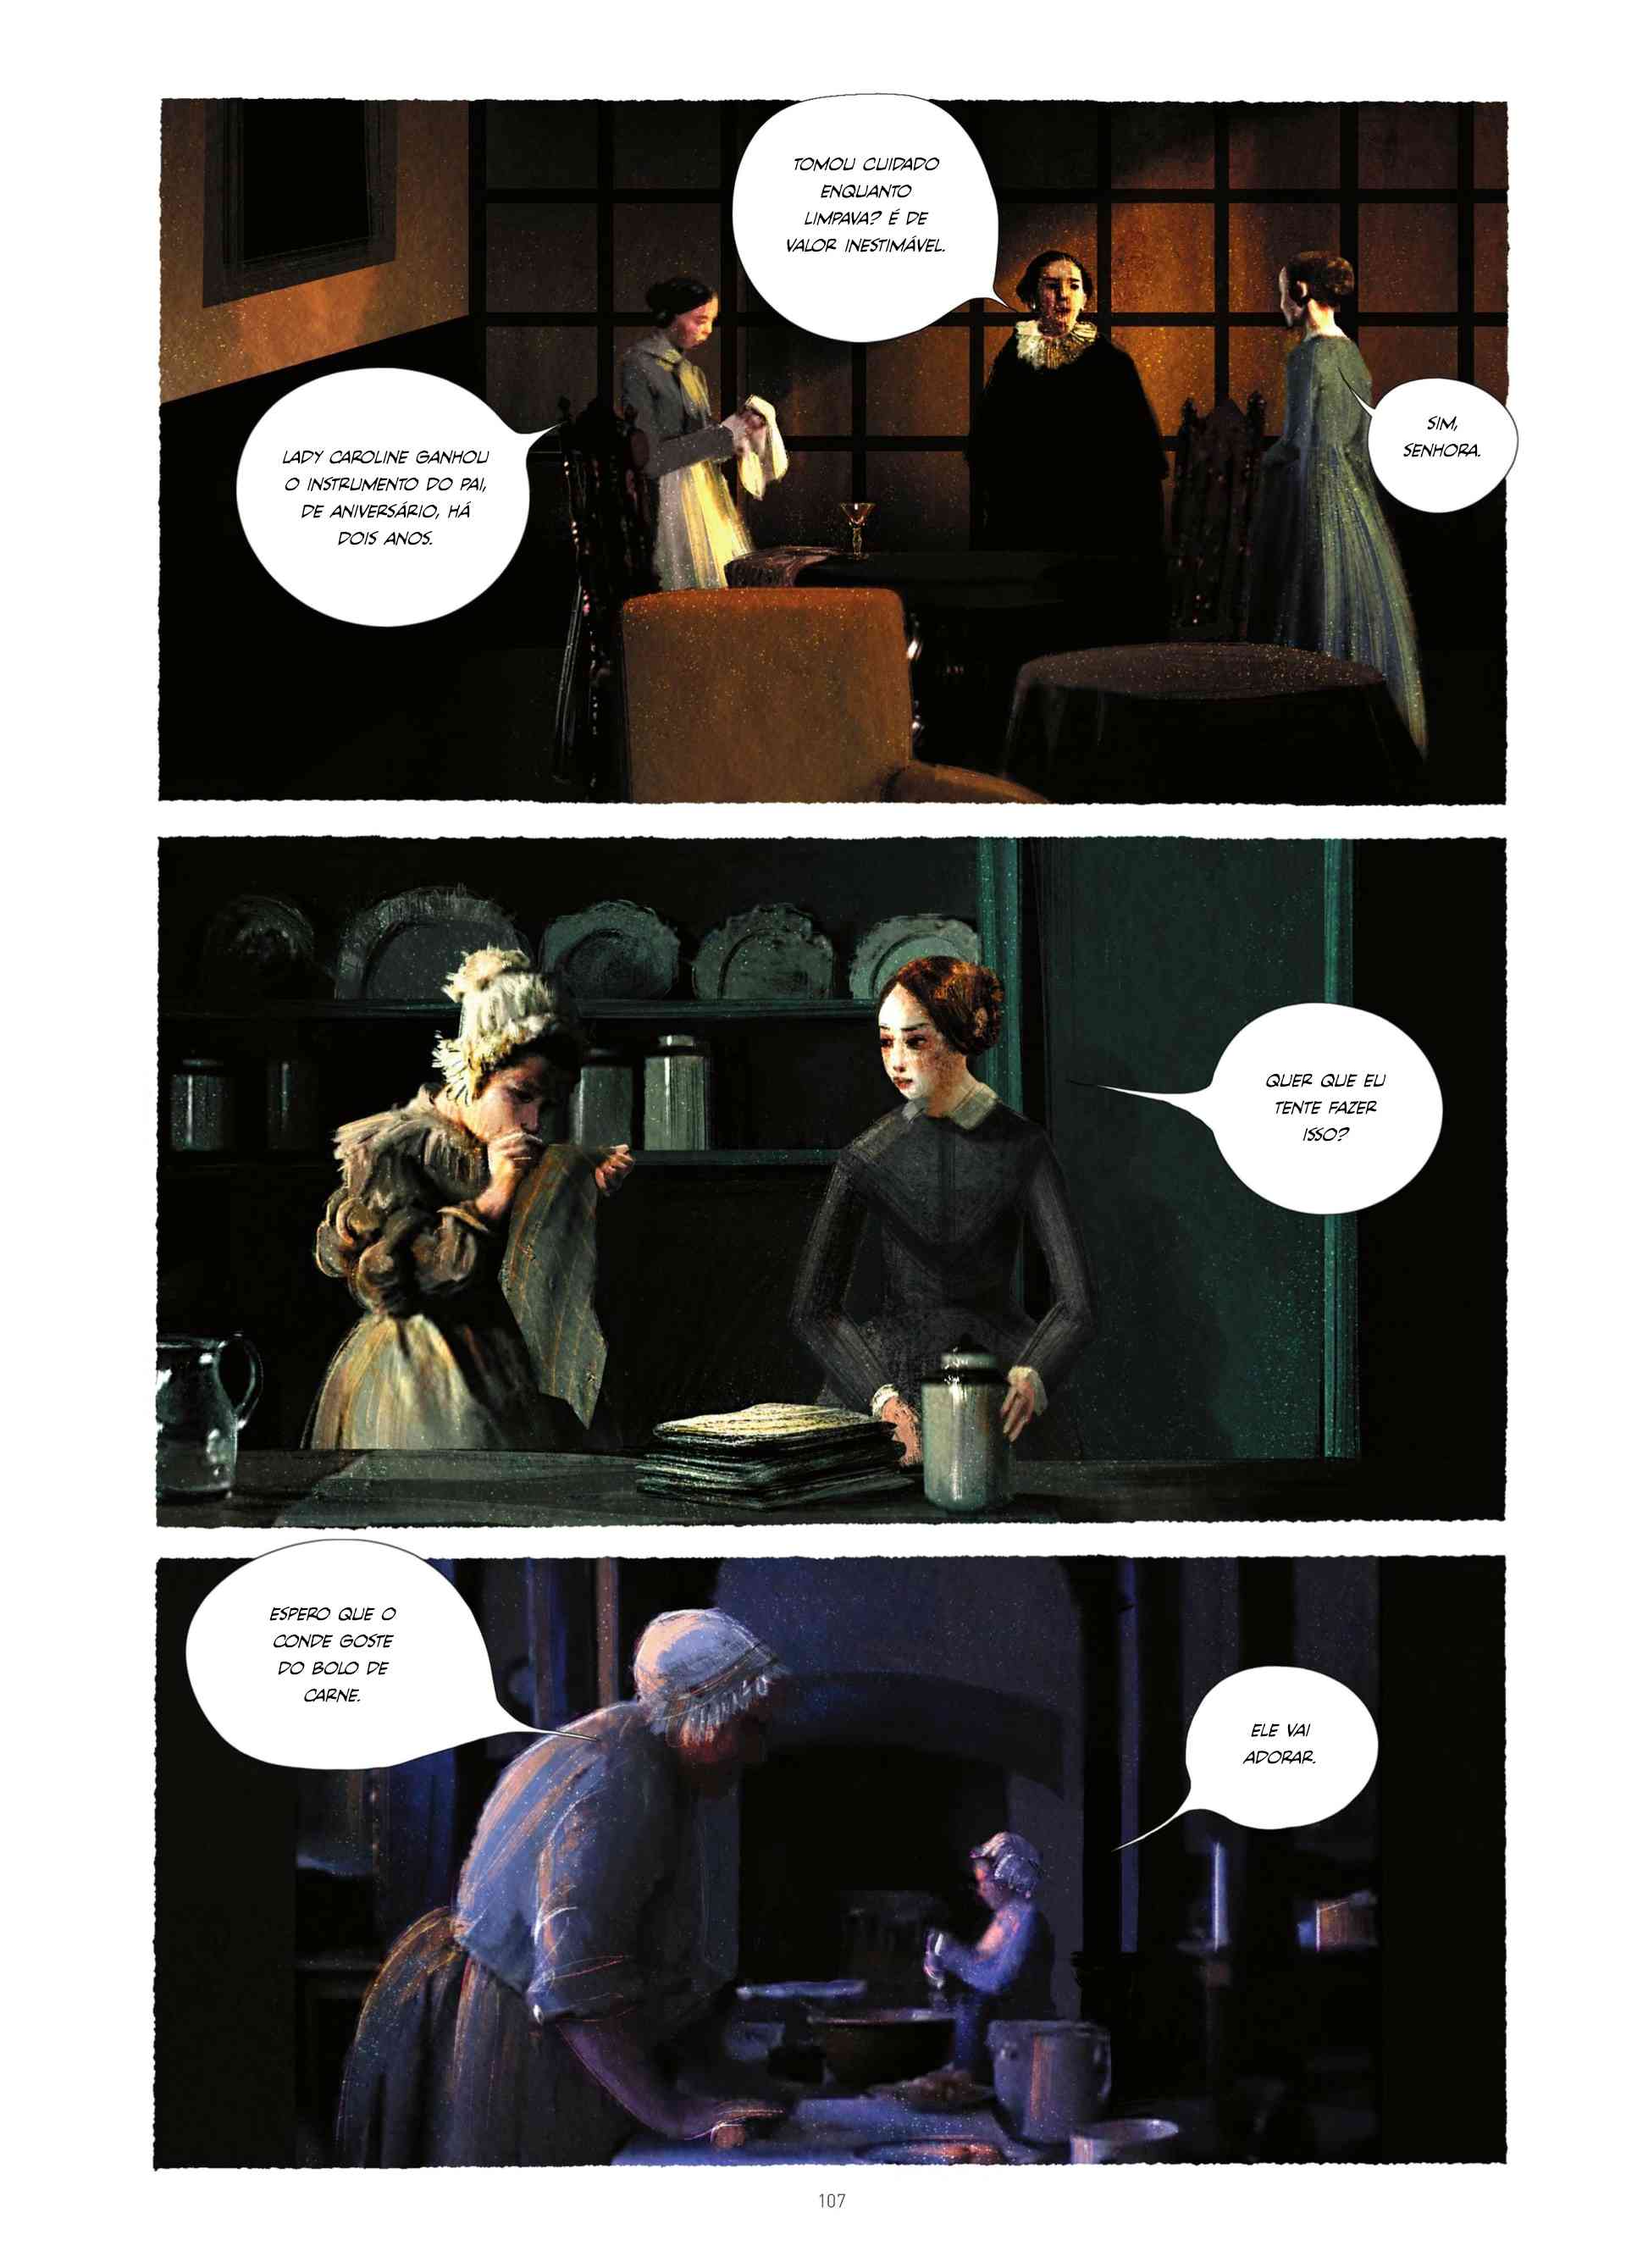 TOMOU CUIDADO
ENQUANTO
LIMPAVA? É DE
VALOR INESTIMÁVEL.
LADY CAROLINE GANHOU
O INSTRUMENTO DO PAI,
DE ANIVERSÁRIO, HÁ
DOIS ANOS.
SIM,
SENHORA.
QUER QUE EU
TENTE FAZER
ISSO?
ESPERO QUE O
CONDE GOSTE
DO BOLO DE
CARNE.
ELE VAI
ADORAR.
107